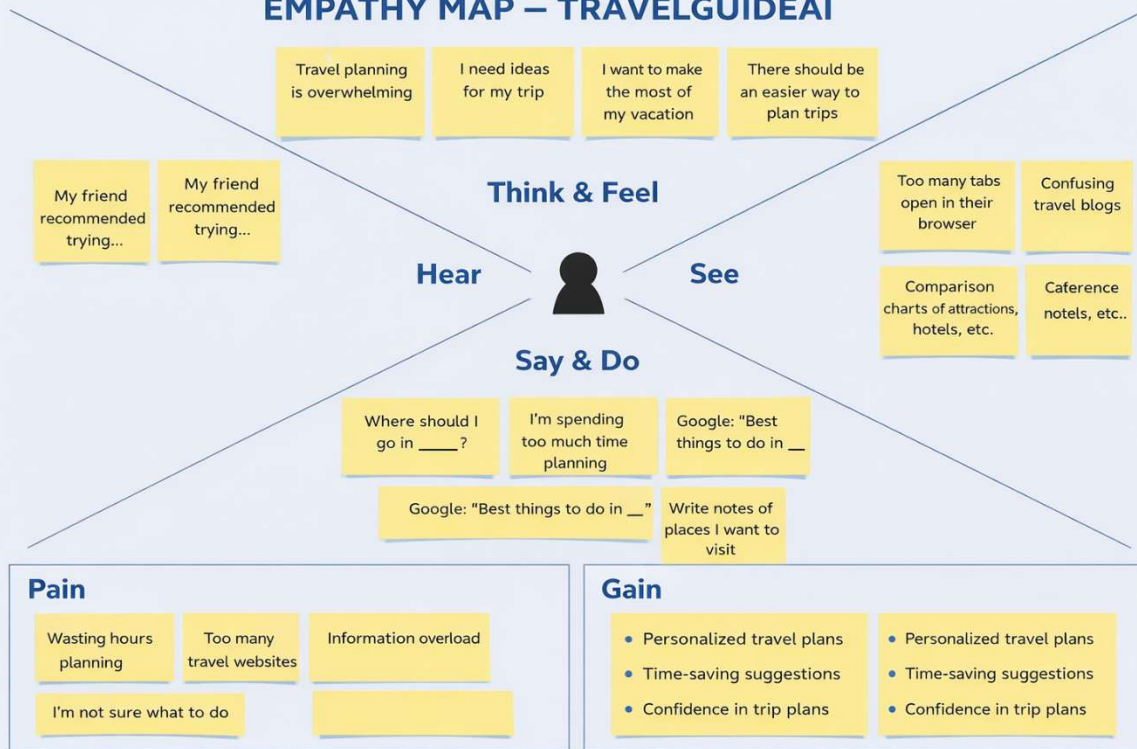 EMPATHY MAP – TRAVELGUIDEAI
Travel planning
is overwhelming
I need ideas
for my trip
I want to make
the most of
my vacation
There should be
an easier way to
plan trips
My friend
recommended
trying...
My friend
recommended
trying...
Think & Feel
Too many tabs
open in their
browser
Confusing
travel blogs
Hear
See
Comparison
charts of attractions,
hotels, etc.
Caference
notels, etc..
Say & Do
Where should I
go in ____?
I'm spending
too much time
planning
Google: "Best
things to do in __
Google: "Best things to do in __"
Write notes of
places I want to
visit
Pain
Wasting hours
planning
Too many
travel websites
Information overload
I'm not sure what to do
Gain
• Personalized travel plans
• Time-saving suggestions
• Confidence in trip plans
• Personalized travel plans
• Time-saving suggestions
• Confidence in trip plans